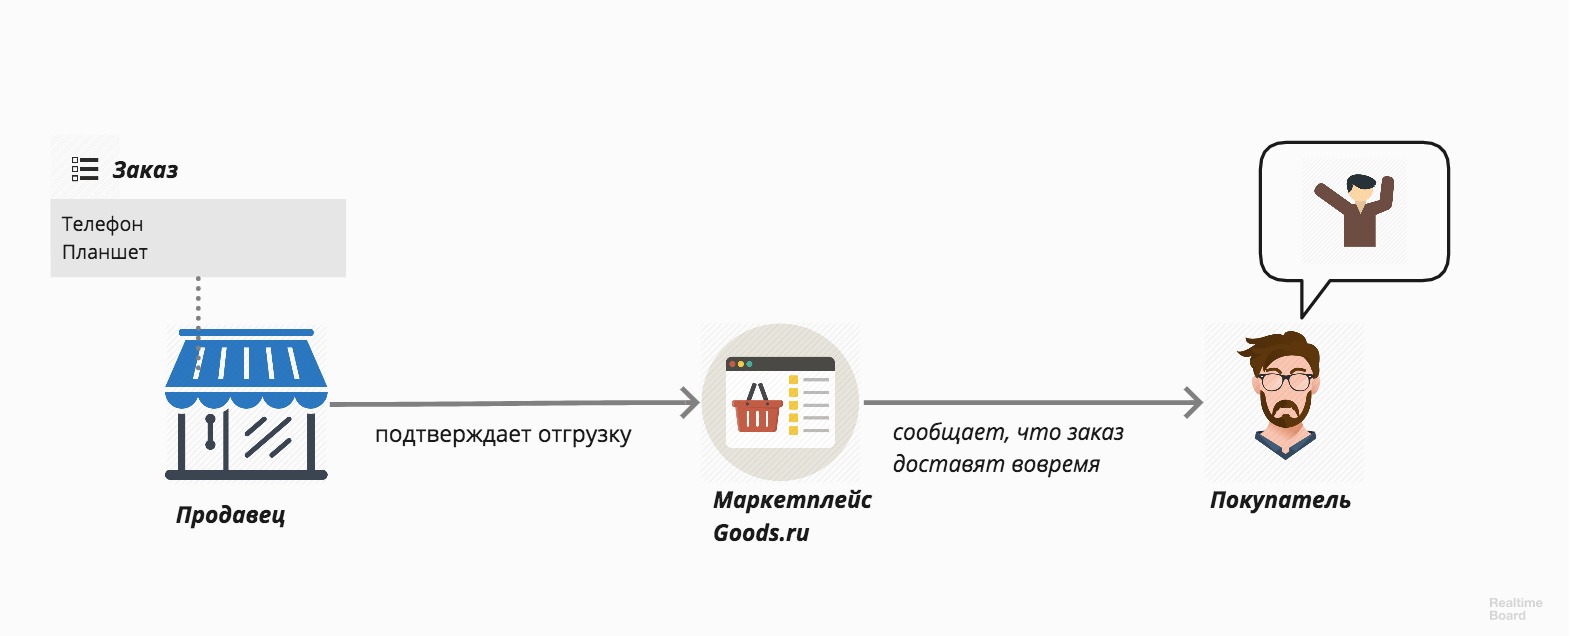 Заказ
Телефон
Планшет
подтверждает отгрузку
сообщает, что заказ
доставят вовремя
Продавец
Маркетплейс
Goods.ru
Покупатель
Realtime
Board